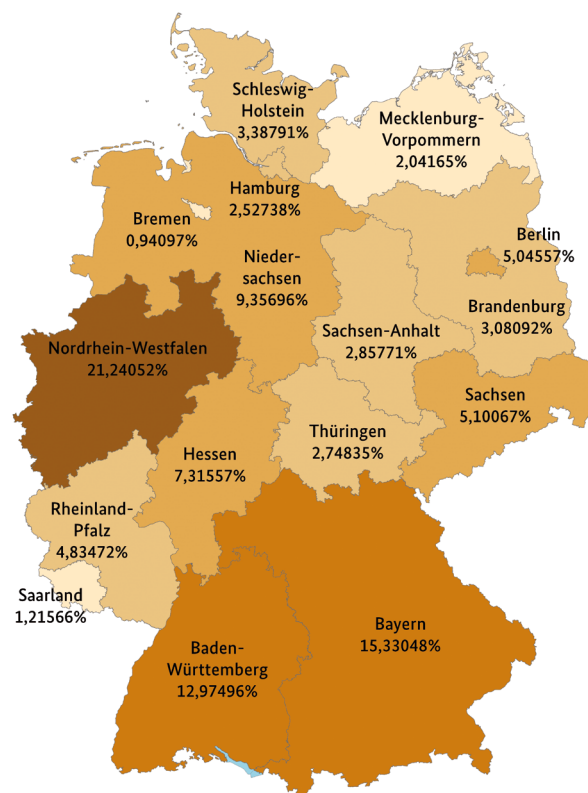 Schleswig-
Holstein
3,38791%
Mecklenburg-
Vorpommern
2,04165%
Hamburg
2,52738%
Bremen
0,94097%
Berlin
5,04557%
Nieder-
sachsen
9,35696%
Brandenburg
3,08092%
Sachsen-Anhalt
2,85771%
Nordrhein-Westfalen
21,24052%
Sachsen
5,10067%
Thüringen
2,74835%
Hessen
7,31557%
Rheinland-
Pfalz
4,83472%
Saarland
1,21566%
Bayern
15,33048%
Baden-
Württemberg
12,97496%